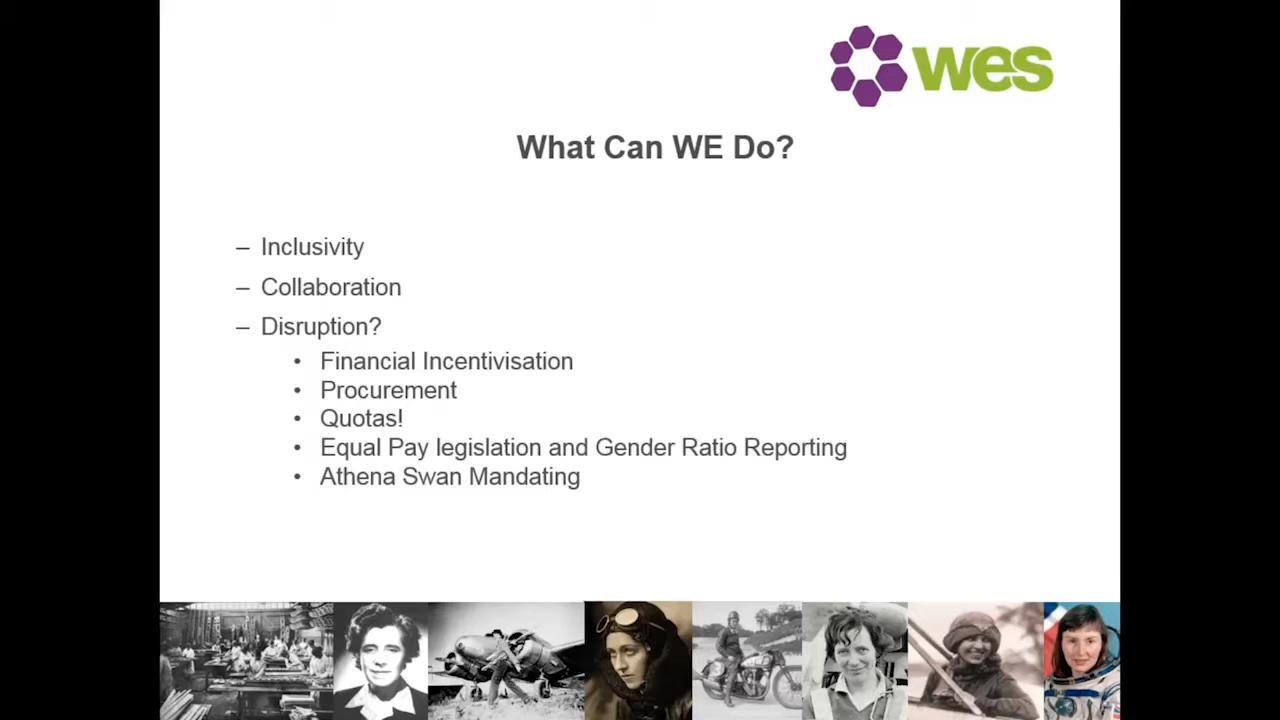 wes
What Can WE Do?
– Inclusivity
– Collaboration
– Disruption?
• Financial Incentivisation
• Procurement
• Quotas!
• Equal Pay legislation and Gender Ratio Reporting
• Athena Swan Mandating